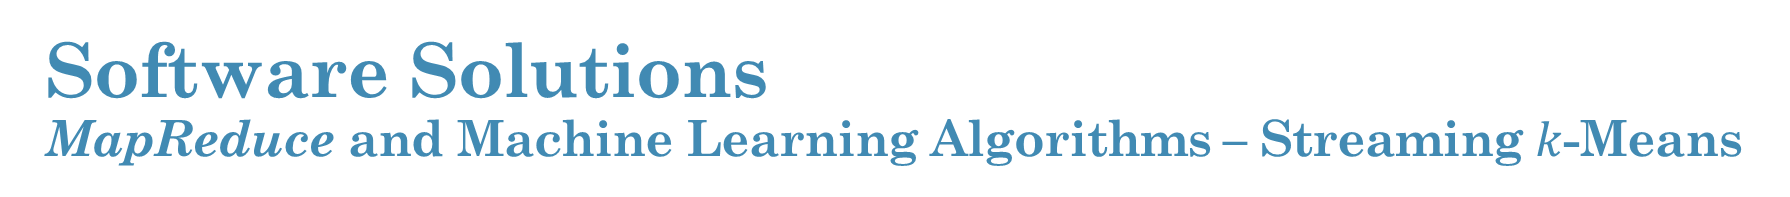 Software Solutions
MapReduce and Machine Learning Algorithms – Streaming k-Means